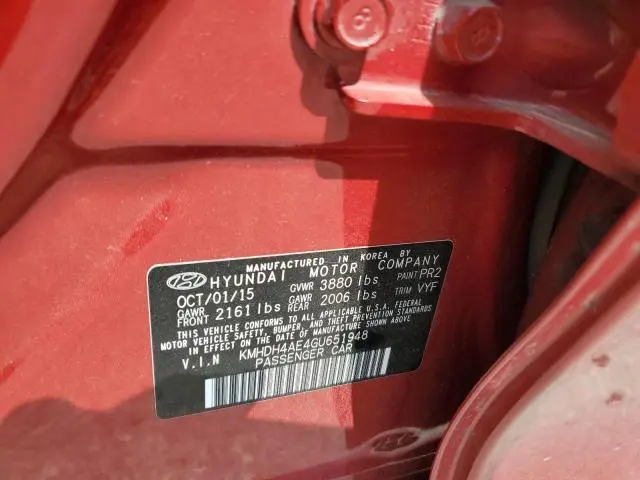 8
8
MANUFACTURED IN KOREA BY
HYUNDAI MOTOR COMPANY
OCT/01/15 GVWR 3880 lbs PAINT PR2
GAWR FRONT 2161 lbs GAWR REAR 2006 lbs TRIM VYF
THIS VEHICLE CONFORMS TO ALL APPLICABLE U.S.A. FEDERAL
MOTOR VEHICLE SAFETY, BUMPER, AND THEFT PREVENTION STANDARDS
IN EFFECT ON THE DATE OF MANUFACTURE SHOWN ABOVE.
V.I.N KMHDH4AE4GU651948
PASSENGER CAR